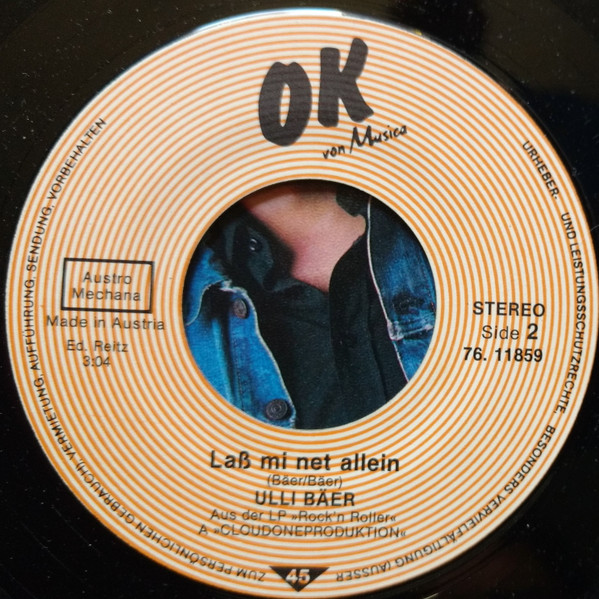 OK
von Musica
URHEBER- UND LEISTUNGSSCHUTZRECHTE, BESONDERS VERVIELFÄLTIGUNG (AUSSER ZUM PERSÖNLICHEN GEBRAUCH), VERMIETUNG, AUFFÜHRUNG, SENDUNG, VORBEHALTEN
Austro
Mechana
Made in Austria
Ed. Reitz
3:04
STEREO
Side 2
76. 11859
Laß mi net allein
(Bäer/Bäer)
ULLI BÄER
Aus der LP »Rock'n Roller«
A »CLOUDONEPRODUKTION«
45